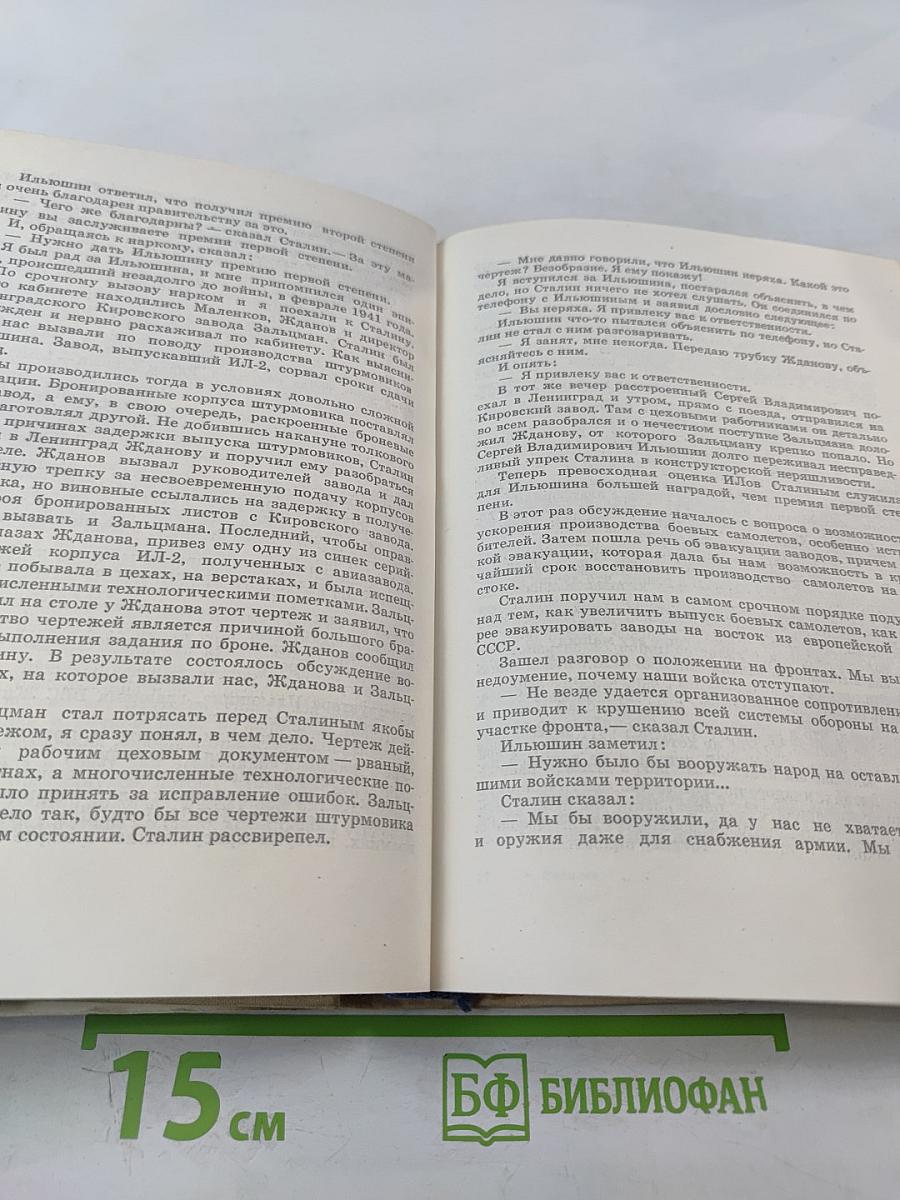 Ильюшин ответил, что получил премию второй степени
очень благодарен правительству за это.
— Чего же благодарны? — сказал Сталин. — За эту ма-
ину вы заслуживаете премии первой степени.
И, обращаясь к наркому, сказал:
— Нужно дать Ильюшину премию первой степени.
Я был рад за Ильюшина, и мне припомнился один эпи-
происшедший незадолго до войны, в феврале 1941 года.
По срочному вызову нарком и я поехали к Сталину.
го кабинете находились Маленков, Жданов и директор
нградского Кировского завода Зальцман. Сталин был
жден и нервно расхаживал по кабинету. Как выясни-
нас вызвали по поводу производства штурмовиков
шина. Завод, выпускавший ИЛ-2, сорвал сроки сдачи
й.
ы производились тогда в условиях довольно сложной
ации. Бронированные корпуса штурмовика поставлял
вод, а ему, в свою очередь, раскроенные броневые
аготовлял другой. Не добившись накануне толкового
причинах задержки выпуска штурмовиков, Сталин
в Ленинград Жданову и поручил ему разобраться
еле. Жданов вызвал руководителей завода и дал
ную трепку за несвоевременную подачу корпусов
ка, но виновные ссылались на задержку в получе-
роя бронированных листов с Кировского завода.
вызвать и Зальцмана. Последний, чтобы оправ-
лазах Жданова, привез ему одну из синек серий-
жей корпуса ИЛ-2, полученных с авиазавода.
побывала в цехах, на верстаках, и была испещ-
численными технологическими пометками. Зальц-
ил на столе у Жданова этот чертеж и заявил, что
ство чертежей является причиной большого бра-
ыполнения задания по броне. Жданов сообщил
ину. В результате состоялось обсуждение во-
х, на которое вызвали нас, Жданова и Зальц-
цман стал потрясать перед Сталиным якобы
ежом, я сразу понял, в чем дело. Чертеж дей-
рабочим цеховым документом — рваный,
тнах, а многочисленные технологические по-
ыло принять за исправление ошибок. Зальц-
ело так, будто бы все чертежи штурмовика
м состоянии. Сталин рассвирепел.
— Мне давно говорили, что Ильюшин неряха. Какой это
чертеж? Безобразие. Я ему покажу!
Я вступился за Ильюшина, постарался объяснить, в чем
дело, но Сталин ничего не хотел слушать. Он соединился по
телефону с Ильюшиным и заявил дословно следующее:
— Вы неряха. Я привлеку вас к ответственности.
Ильюшин что-то пытался объяснить по телефону, но Ста-
лин не стал с ним разговаривать.
— Я занят, мне некогда. Передаю трубку Жданову, объ-
ясняйтесь с ним.
И опять:
— Я привлеку вас к ответственности.
В тот же вечер расстроенный Сергей Владимирович по-
ехал в Ленинград и утром, прямо с поезда, отправился на
Кировский завод. Там с цеховыми работниками он детально
во всем разобрался и о нечестном поступке Зальцмана доло-
жил Жданову, от которого Зальцману крепко попало. Но
Сергей Владимирович Ильюшин долго переживал несправед-
ливый упрек Сталина в конструкторской неряшливости.
Теперь превосходная оценка ИЛов Сталиным служила
для Ильюшина большей наградой, чем премия первой сте
пени.
В этот раз обсуждение началось с вопроса о возможност
ускорения производства боевых самолетов, особенно ист
бителей. Затем пошла речь об эвакуации заводов, причем
кой эвакуации, которая дала бы нам возможность в кр
чайший срок восстановить производство самолетов на
стоке.
Сталин поручил нам в самом срочном порядке поду
над тем, как увеличить выпуск боевых самолетов, как
рее эвакуировать заводы на восток из европейской
СССР.
Зашел разговор о положении на фронтах. Мы вы
недоумение, почему наши войска отступают.
— Не везде удается организованное сопротивлени
и приводит к крушению всей системы обороны на
участке фронта,— сказал Сталин.
Ильюшин заметил:
— Нужно было бы вооружать народ на оставл
шими войсками территории...
Сталин сказал:
— Мы бы вооружили, да у нас не хватает
и оружия даже для снабжения армии. Мы
15 см
БФ БИБЛИОФАН